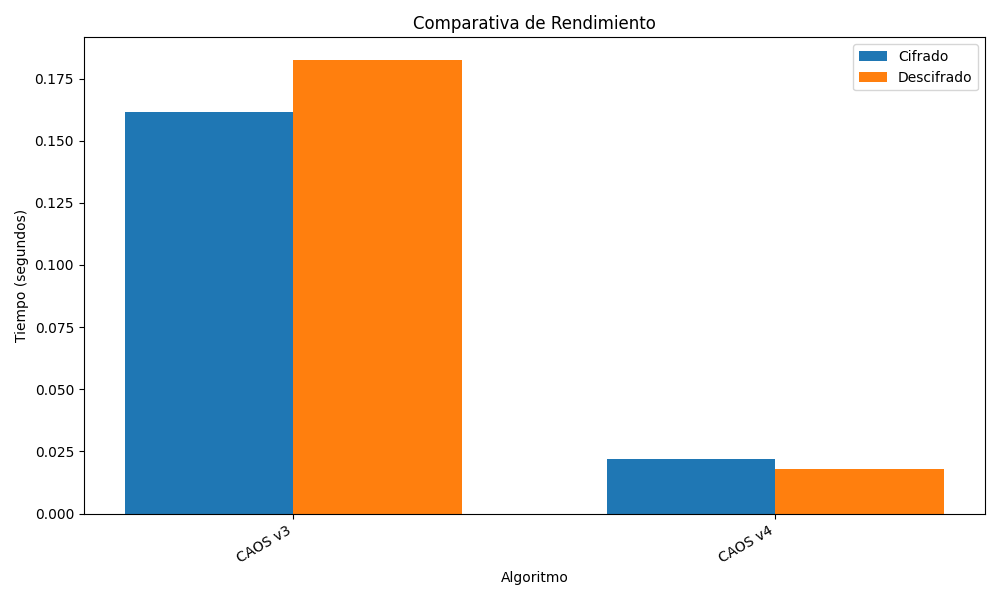 Comparativa de Rendimiento
Cifrado
Descifrado
Tiempo (segundos)
0.175
0.150
0.125
0.100
0.075
0.050
0.025
0.000
CAOS v3
CAOS v4
Algoritmo